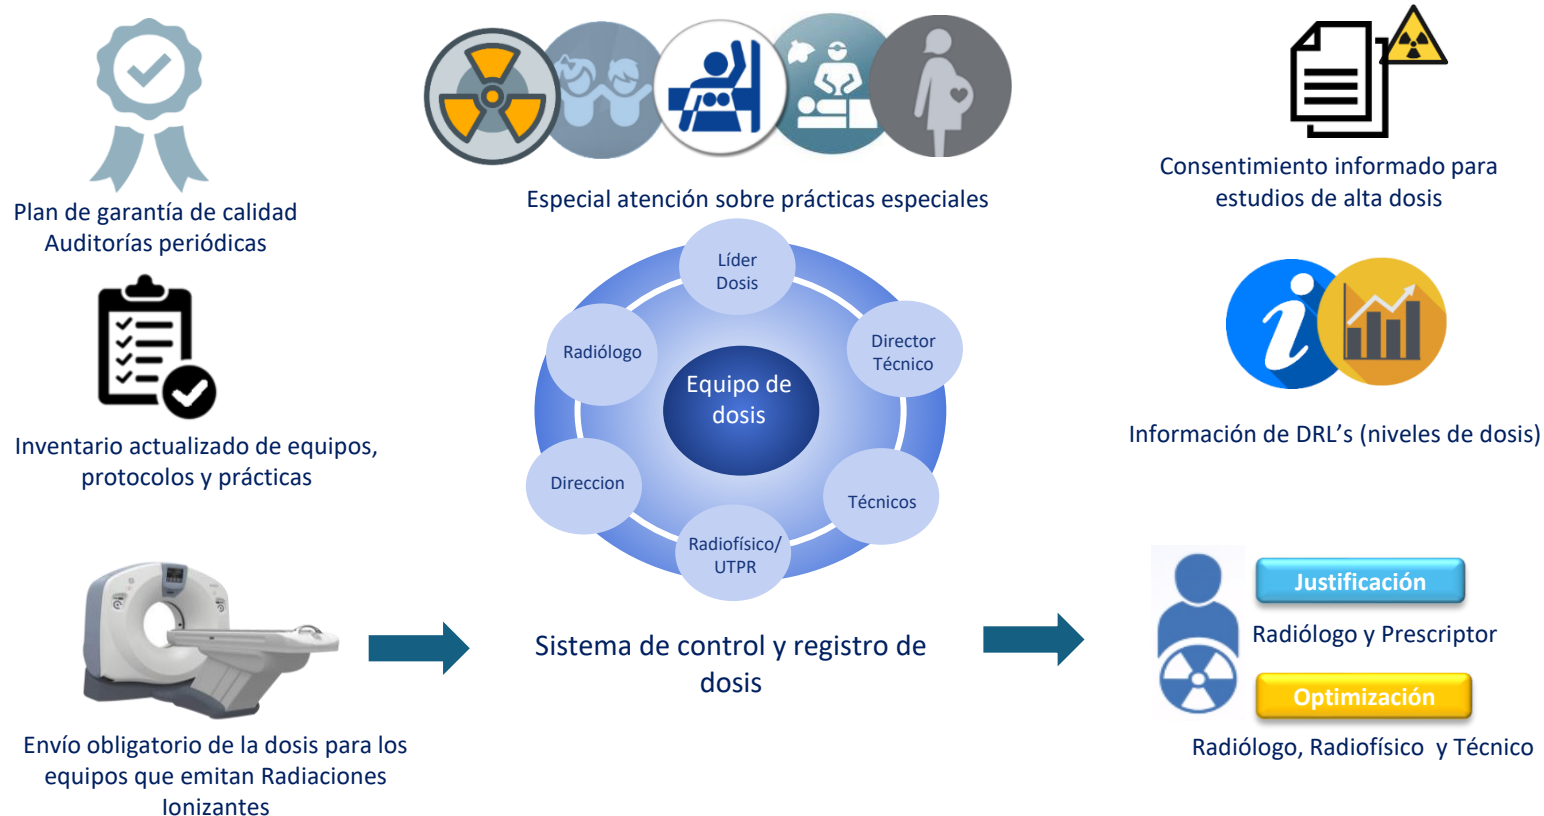 Plan de garantía de calidad
Auditorías periódicas
Especial atención sobre prácticas especiales
Consentimiento informado para
estudios de alta dosis
Líder
Dosis
Radiólogo
Director
Técnico
Equipo de
dosis
Direccion
Técnicos
Radiofísico/
UTPR
Inventario actualizado de equipos,
protocolos y prácticas
Información de DRL’s (niveles de dosis)
Envío obligatorio de la dosis para los
equipos que emitan Radiaciones
Ionizantes
Sistema de control y registro de
dosis
Justificación
Radiólogo y Prescriptor
Optimización
Radiólogo, Radiofísico y Técnico